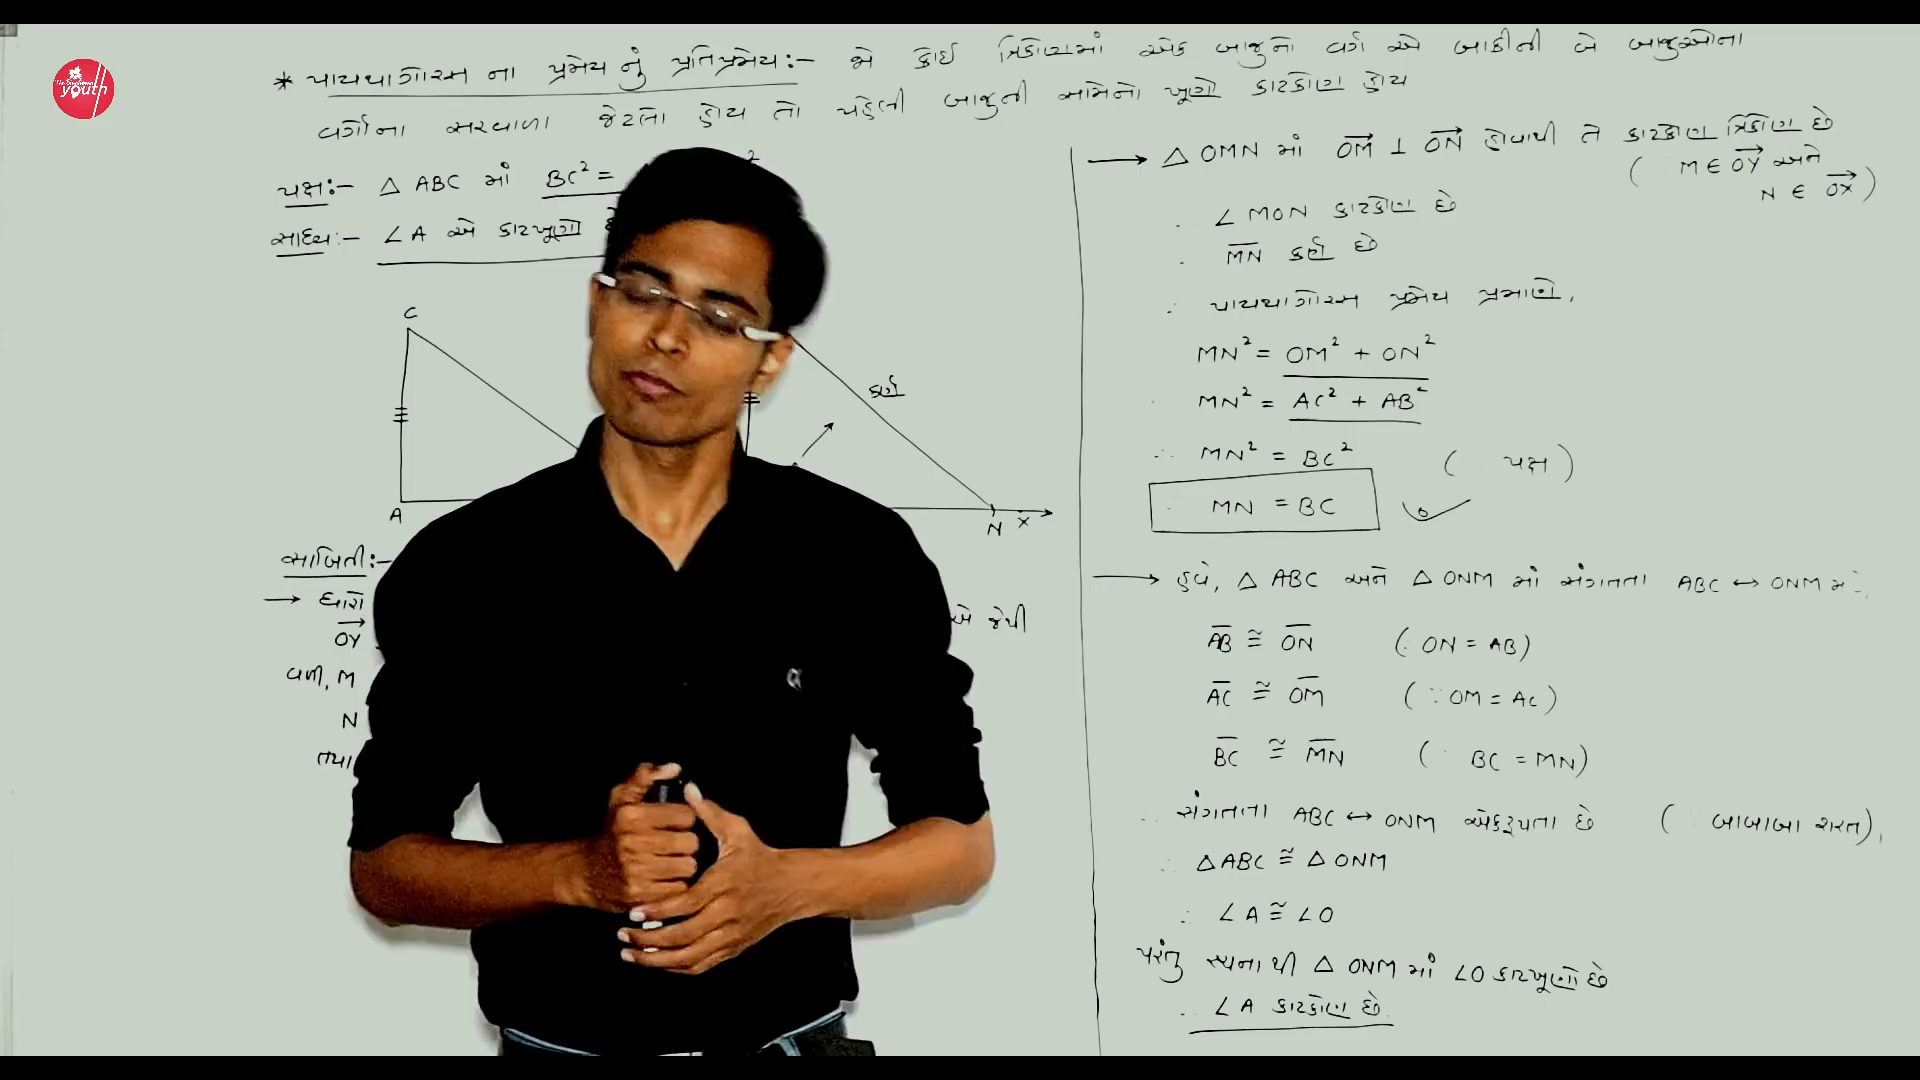 The Singham youth
* પાયથાગોરસ ના પ્રમેય નું પ્રતિપ્રમેય:- જો કોઈ ત્રિકોણમાં એક બાજુનો વર્ગ એ બાકીની બે બાજુઓના
વર્ગોના સરવાળા જેટલો હોય તો પહેલી બાજુની સામેનો ખૂણો કાટકોણ હોય
પક્ષ:- △ ABC માં BC² = 2
સાધ્ય:- ∠A એ કાટખૂણો છે
C
A
કર્ણ
N x
સાબિતી:-
→ ધારો
OY એ જેથી
વળી, M
N
તથા
→ △ OMN માં OM ⊥ ON હોવાથી તે કાટકોણ ત્રિકોણ છે
( M ∈ OY અને
N ∈ OX )
∴ ∠ MON કાટકોણ છે
∴ MN કર્ણ છે
∴ પાયથાગોરસ પ્રમેય પ્રમાણે,
MN² = OM² + ON²
∴ MN² = AC² + AB²
∴ MN² = BC² ( પક્ષ )
∴ MN = BC
→ હવે, △ ABC અને △ ONM માં સંગતતા ABC ↔ ONM માં,
AB ≅ ON (∵ ON = AB)
AC ≅ OM (∵ OM = AC)
BC ≅ MN (∵ BC = MN)
∴ સંગતતા ABC ↔ ONM એકરૂપતા છે (∵ બાબાબા શરત),
∴ △ABC ≅ △ ONM
∴ ∠A ≅ ∠O
પરંતુ રચના થી △ ONM માં ∠O કાટખૂણો છે
∴ ∠A કાટકોણ છે.